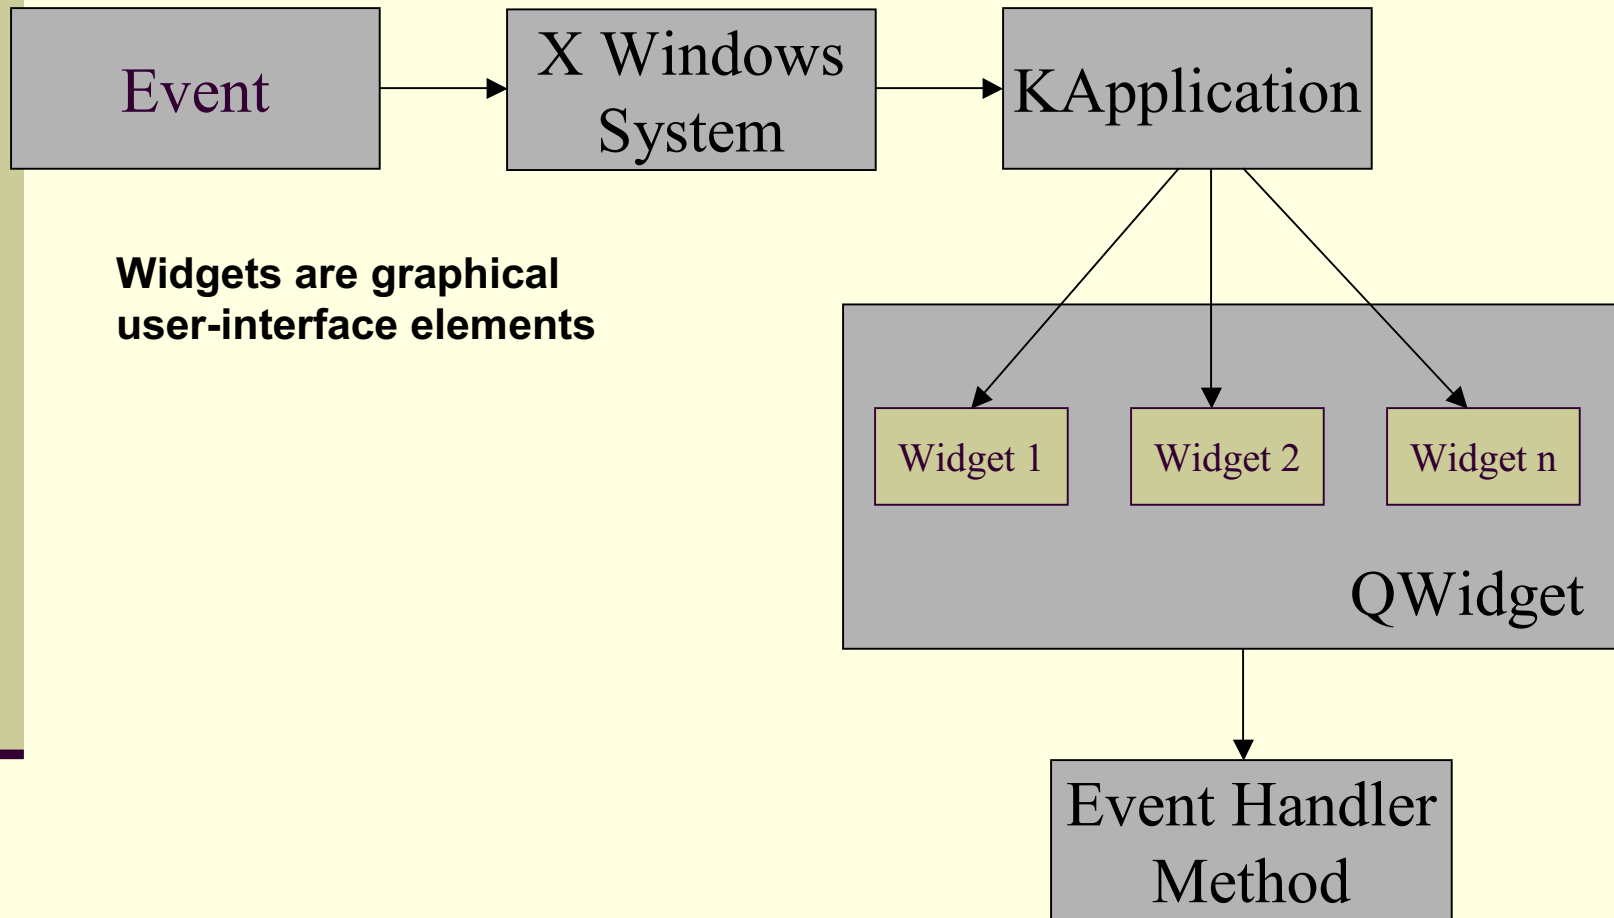 Event
X Windows
System
KApplication
Widgets are graphical
user-interface elements
Widget 1
Widget 2
Widget n
QWidget
Event Handler
Method